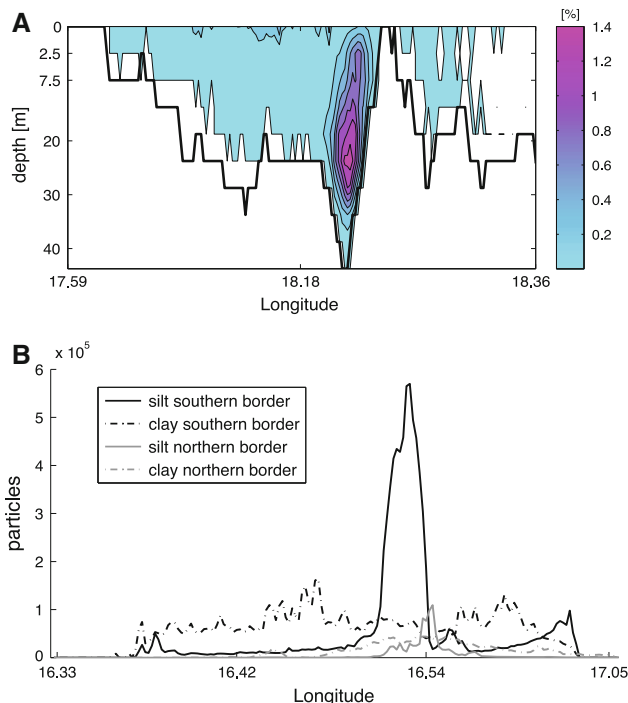 A
[%]
0
2.5
7.5
20
30
40
depth [m]
17.59
18.18
18.36
Longitude
1.4
1.2
1
0.8
0.6
0.4
0.2
B
x 10^5
6
5
4
3
2
1
0
particles
silt southern border
clay southern border
silt northern border
clay northern border
16.33
16,42
16,54
17.05
Longitude